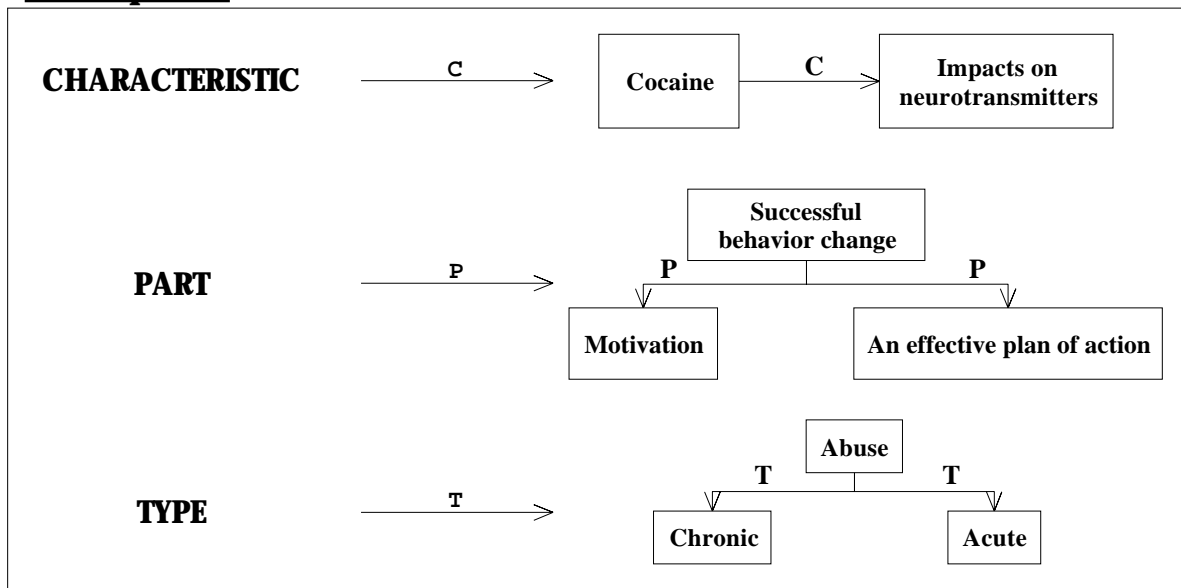 CHARACTERISTIC
C
Cocaine
C
Impacts on
neurotransmitters
PART
P
Successful
behavior change
P
P
Motivation
An effective plan of action
TYPE
T
Abuse
T
T
Chronic
Acute